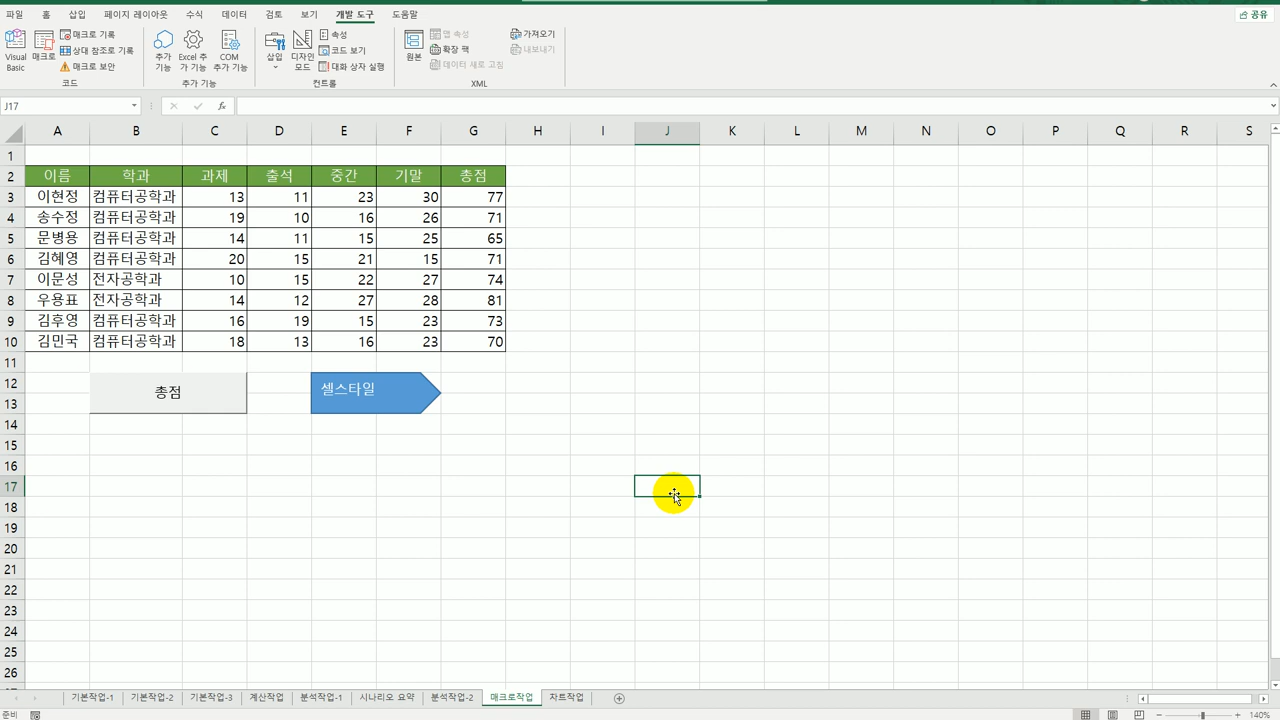 파일 홈 삽입 페이지 레이아웃 수식 데이터 검토 보기 개발 도구 도움말 공유
Visual Basic
매크로
매크로 기록
상대 참조로 기록
매크로 보안
코드
추가 기능
Excel 추가 기능
COM 추가 기능
추가 기능
삽입
디자인 모드
속성
코드 보기
대화 상자 실행
컨트롤
원본
맵 속성
확장 팩
데이터 새로 고침
가져오기
내보내기
XML
J17 fx
A B C D E F G H I J K L M N O P Q R S
1
2 이름 학과 과제 출석 중간 기말 총점
3 이현정 컴퓨터공학과 13 11 23 30 77
4 송수정 컴퓨터공학과 19 10 16 26 71
5 문병용 컴퓨터공학과 14 11 15 25 65
6 김혜영 컴퓨터공학과 20 15 21 15 71
7 이문성 전자공학과 10 15 22 27 74
8 우용표 전자공학과 14 12 27 28 81
9 김후영 컴퓨터공학과 16 19 15 23 73
10 김민국 컴퓨터공학과 18 13 16 23 70
11
12
총점 셀스타일
13
14
15
16
17
18
19
20
21
22
23
24
25
26
기본작업-1 기본작업-2 기본작업-3 계산작업 분석작업-1 시나리오 요약 분석작업-2 매크로작업 차트작업
준비 140%